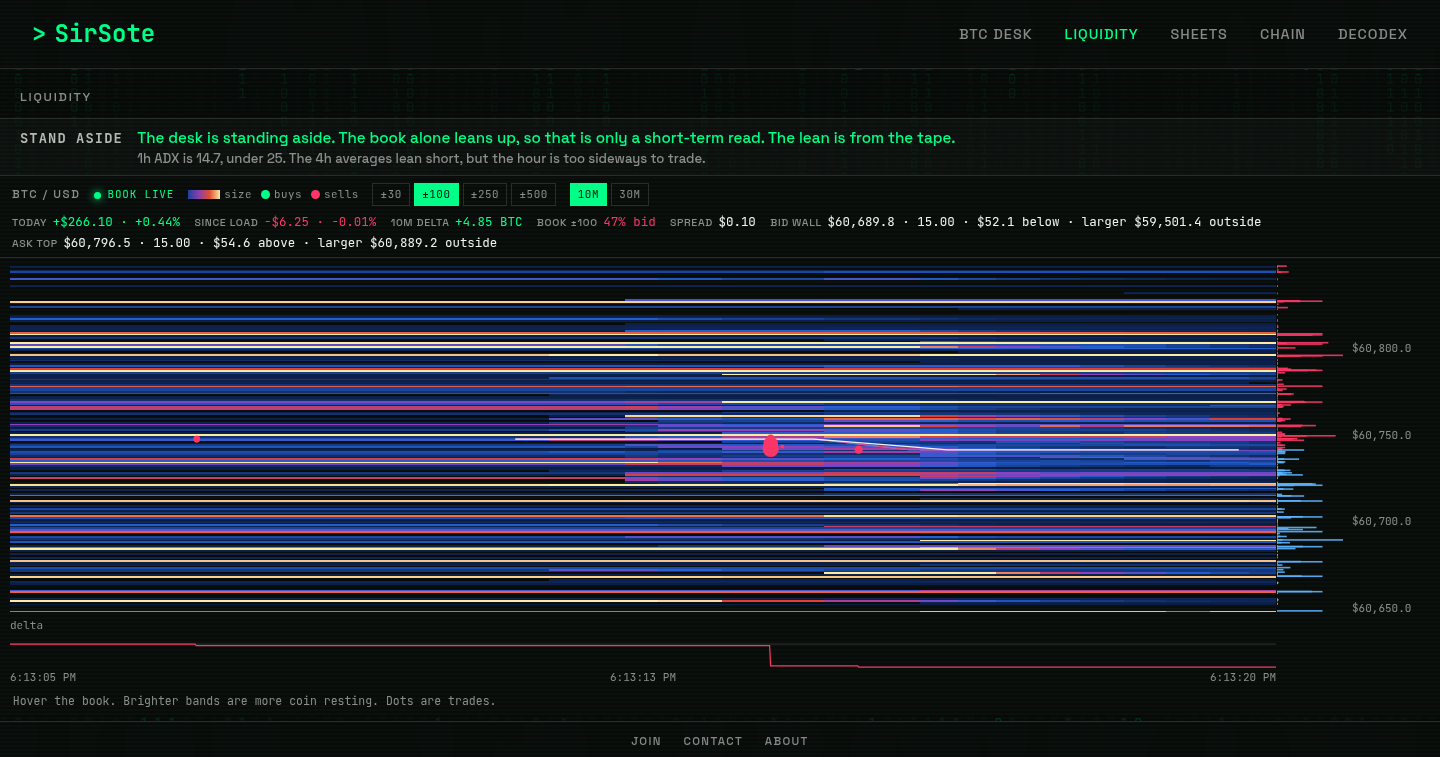 > SirSote
BTC DESK LIQUIDITY SHEETS CHAIN DECODEX
LIQUIDITY
STAND ASIDE The desk is standing aside. The book alone leans up, so that is only a short-term read. The lean is from the tape.
1h ADX is 14.7, under 25. The 4h averages lean short, but the hour is too sideways to trade.
BTC / USD BOOK LIVE size buys sells ±30 ±100 ±250 ±500 10M 30M
TODAY +$266.10 · +0.44% SINCE LOAD -$6.25 · -0.01% 10M DELTA +4.85 BTC BOOK ±100 47% bid SPREAD $0.10 BID WALL $60,689.8 · 15.00 · $52.1 below · larger $59,501.4 outside
ASK TOP $60,796.5 · 15.00 · $54.6 above · larger $60,889.2 outside
$60,800.0
$60,750.0
$60,700.0
$60,650.0
delta
6:13:05 PM 6:13:13 PM 6:13:20 PM
Hover the book. Brighter bands are more coin resting. Dots are trades.
JOIN CONTACT ABOUT